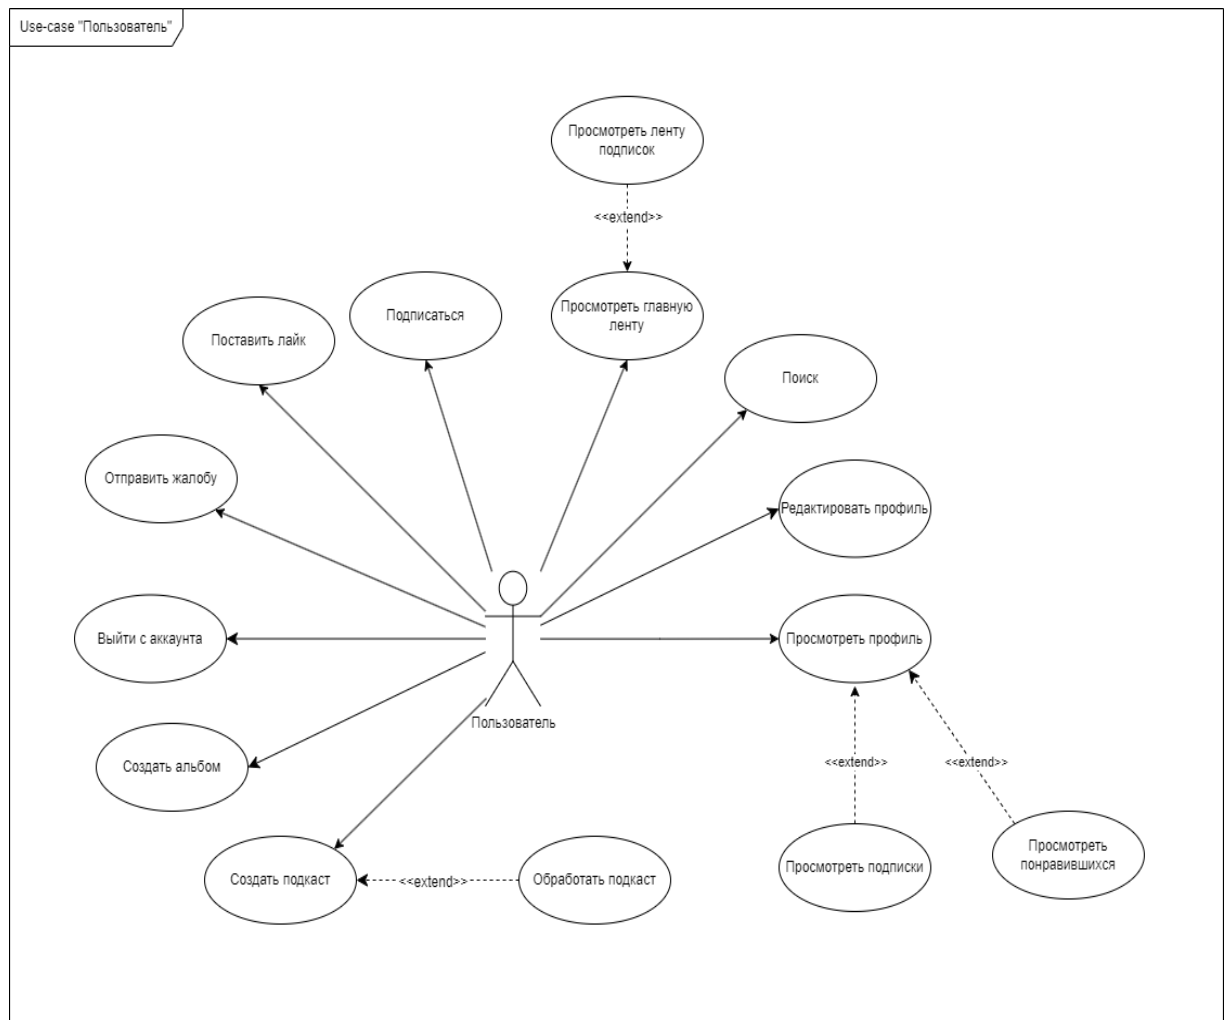 Use-case "Пользователь"
Просмотреть ленту
подписок
<<extend>>
Подписаться
Просмотреть главную
ленту
Поставить лайк
Поиск
Отправить жалобу
Редактировать профиль
Выйти с аккаунта
Просмотреть профиль
Пользователь
Создать альбом
<<extend>>
<<extend>>
Создать подкаст
<<extend>>
Обработать подкаст
Просмотреть подписки
Просмотреть
понравившихся